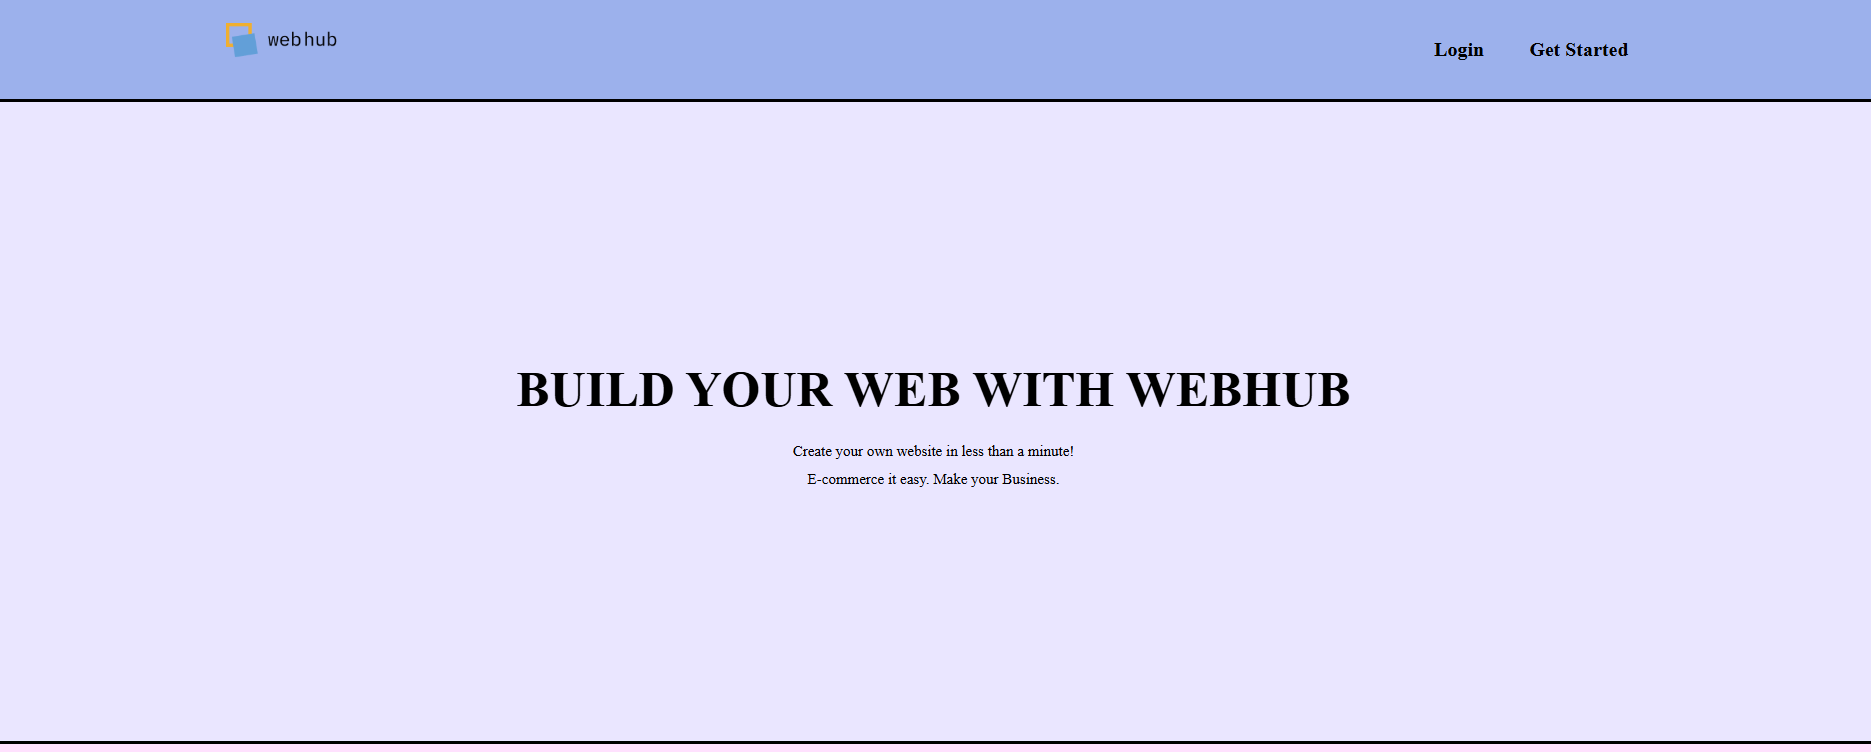 webhub
Login
Get Started
BUILD YOUR WEB WITH WEBHUB
Create your own website in less than a minute!
E-commerce it easy. Make your Business.